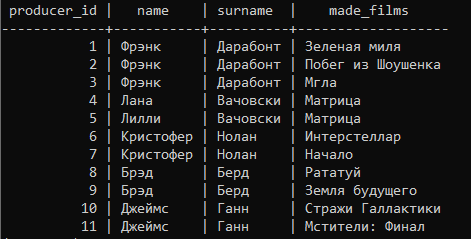 producer_id | name | surname | made_films
-------------+-----------+----------+-------------------
1 | Фрэнк | Дарабонт | Зеленая миля
2 | Фрэнк | Дарабонт | Побег из Шоушенка
3 | Фрэнк | Дарабонт | Мгла
4 | Лана | Вачовски | Матрица
5 | Лилли | Вачовски | Матрица
6 | Кристофер | Нолан | Интерстеллар
7 | Кристофер | Нолан | Начало
8 | Брэд | Берд | Рататуй
9 | Брэд | Берд | Земля будущего
10 | Джеймс | Ганн | Стражи Галлактики
11 | Джеймс | Ганн | Мстители: Финал